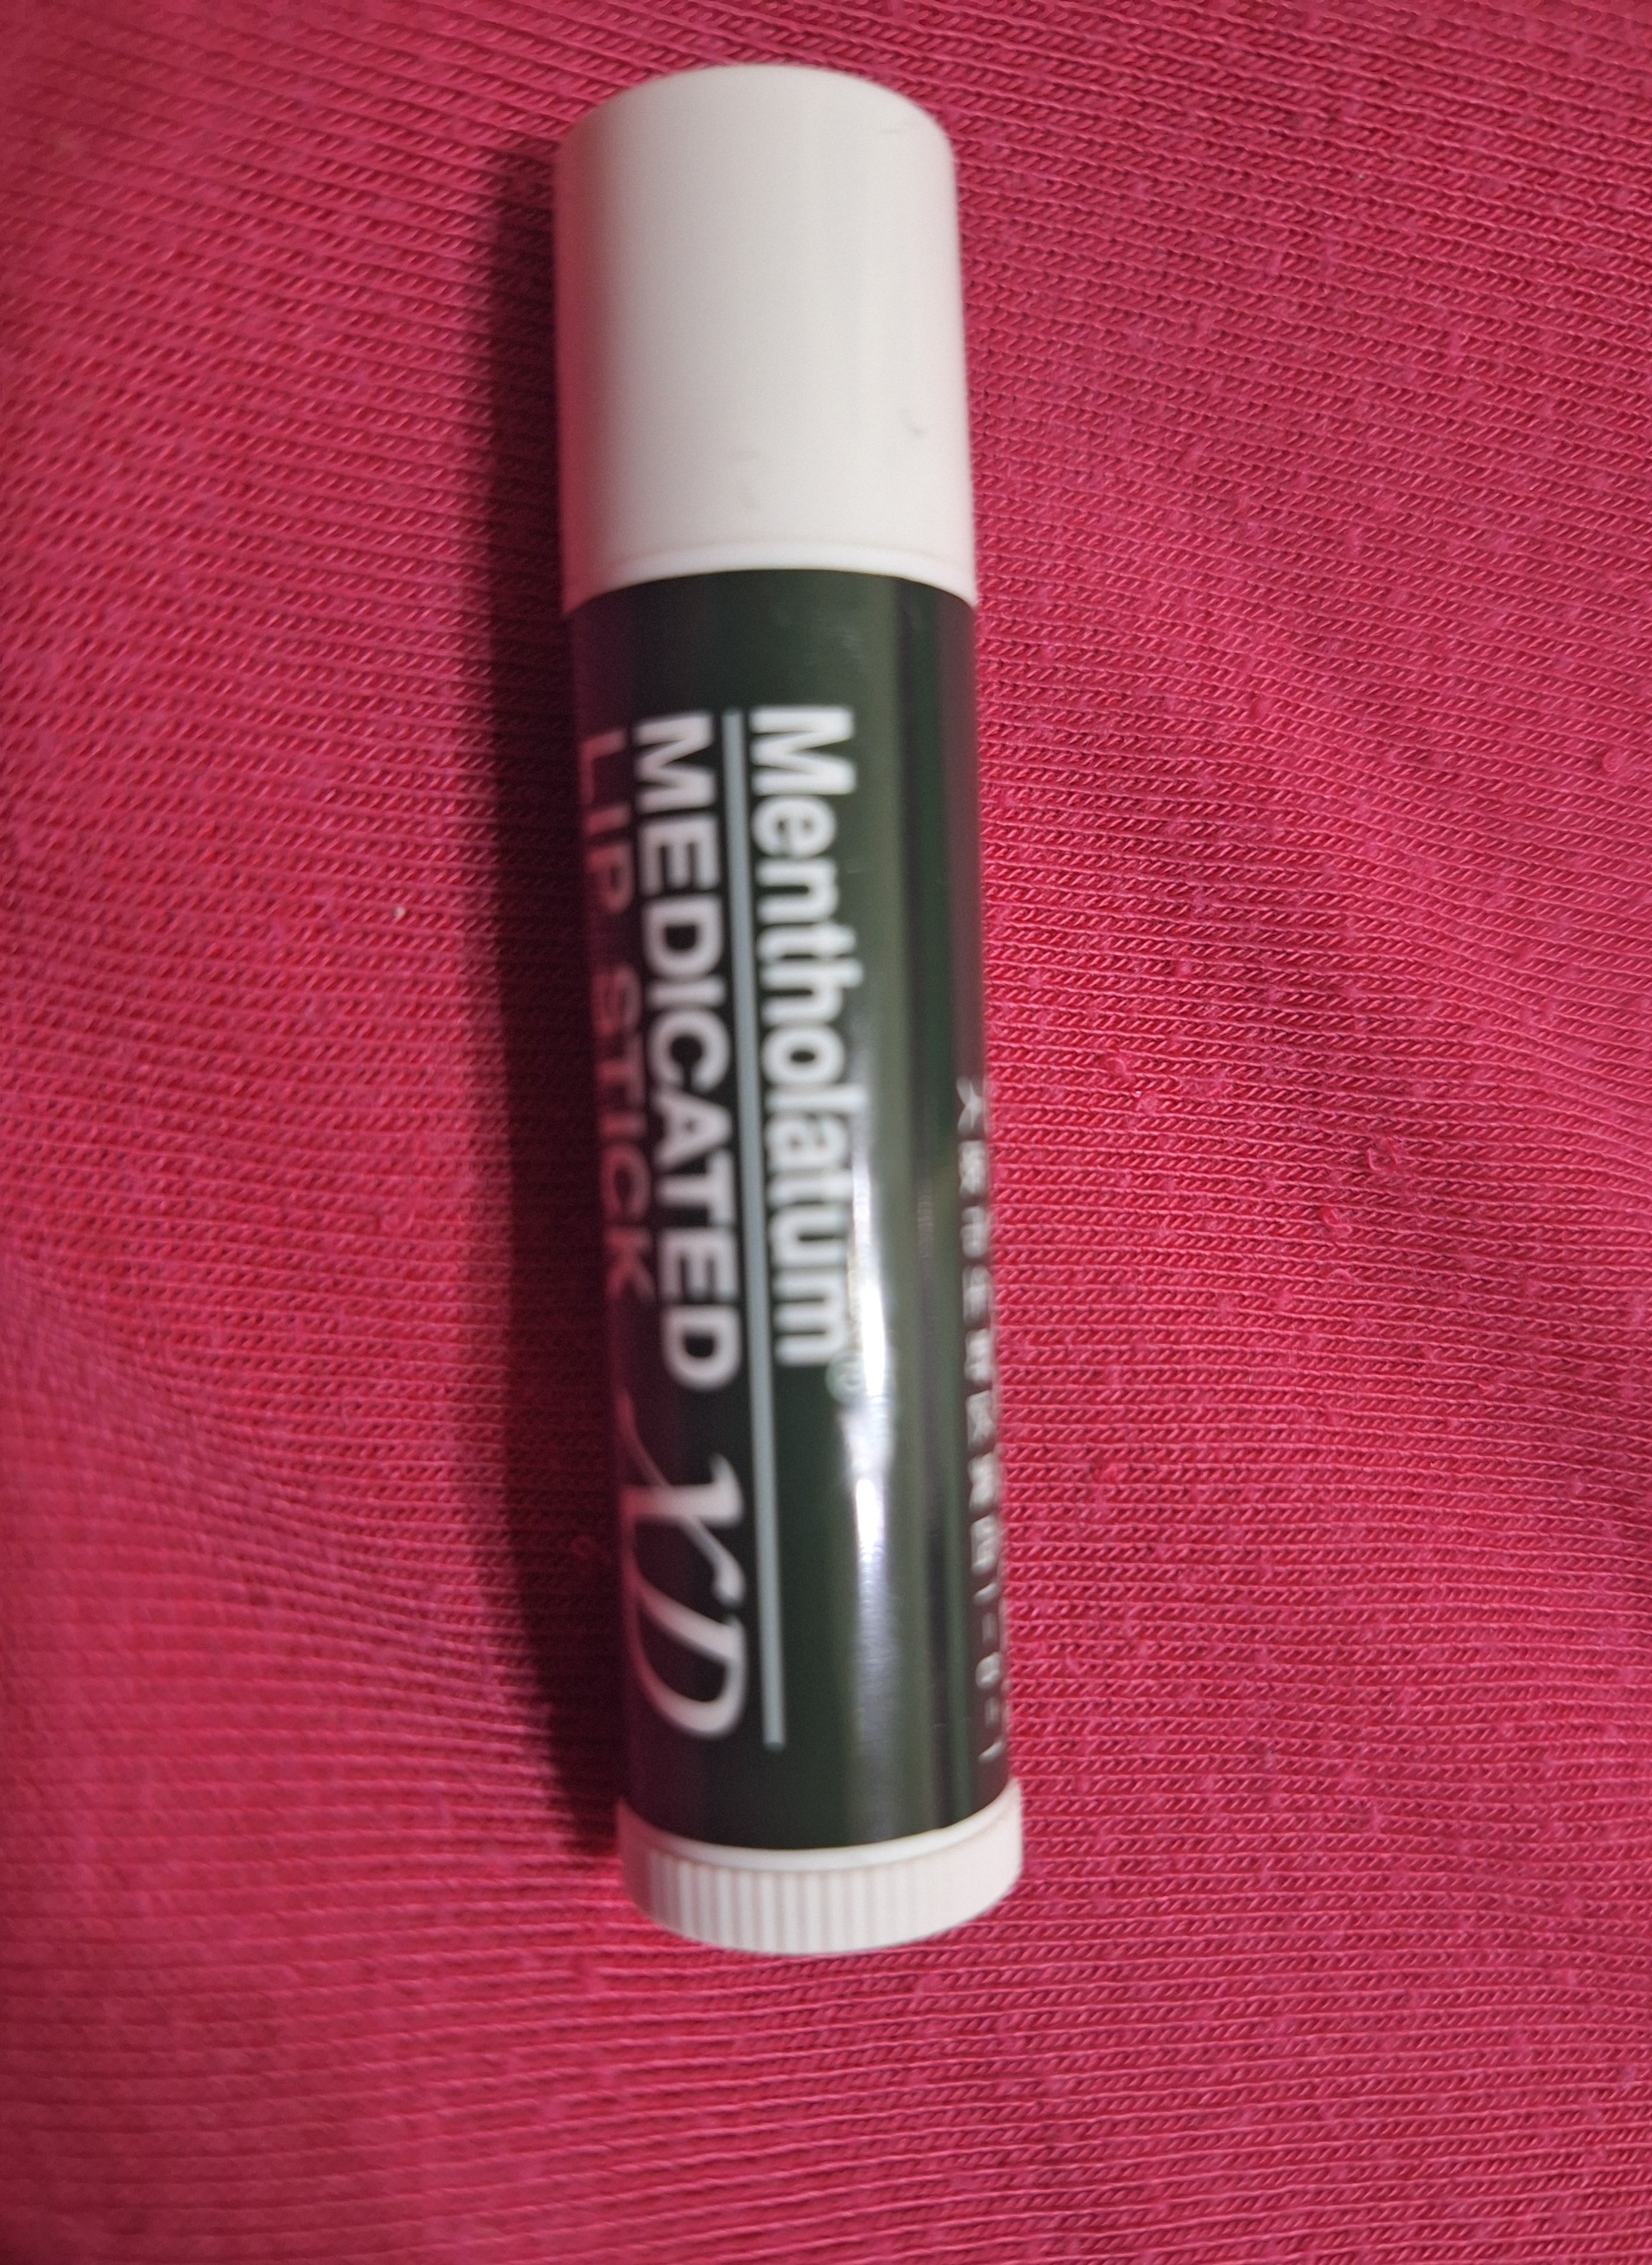 Mentholatum®
MEDICATED XD
LIP STICK